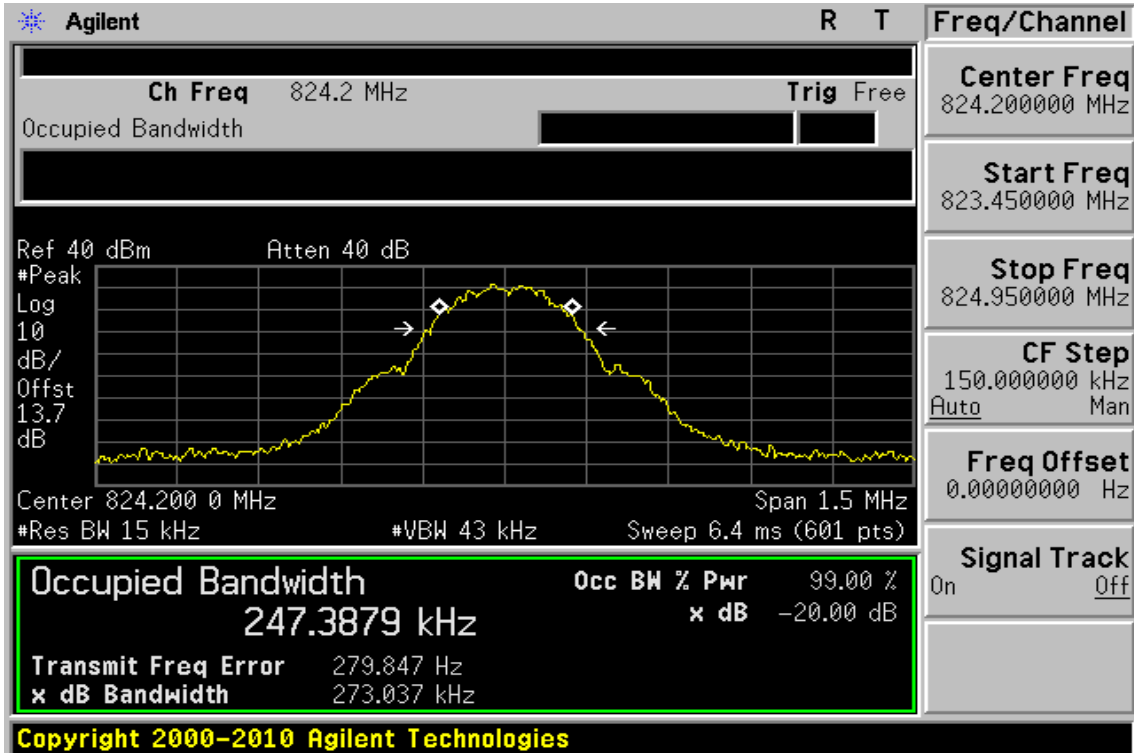 Agilent R T
Ch Freq 824.2 MHz Trig Free
Occupied Bandwidth
Ref 40 dBm Atten 40 dB
#Peak
Log
10
dB/
Offst
13.7
dB
Center 824.200 0 MHz Span 1.5 MHz
#Res BW 15 kHz #VBW 43 kHz Sweep 6.4 ms (601 pts)
Occupied Bandwidth
247.3879 kHz
Occ BW % Pwr 99.00 %
x dB -20.00 dB
Transmit Freq Error 279.847 Hz
x dB Bandwidth 273.037 kHz
Copyright 2000-2010 Agilent Technologies
Freq/Channel
Center Freq
824.200000 MHz
Start Freq
823.450000 MHz
Stop Freq
824.950000 MHz
CF Step
150.000000 kHz
Auto Man
Freq Offset
0.00000000 Hz
Signal Track
On Off